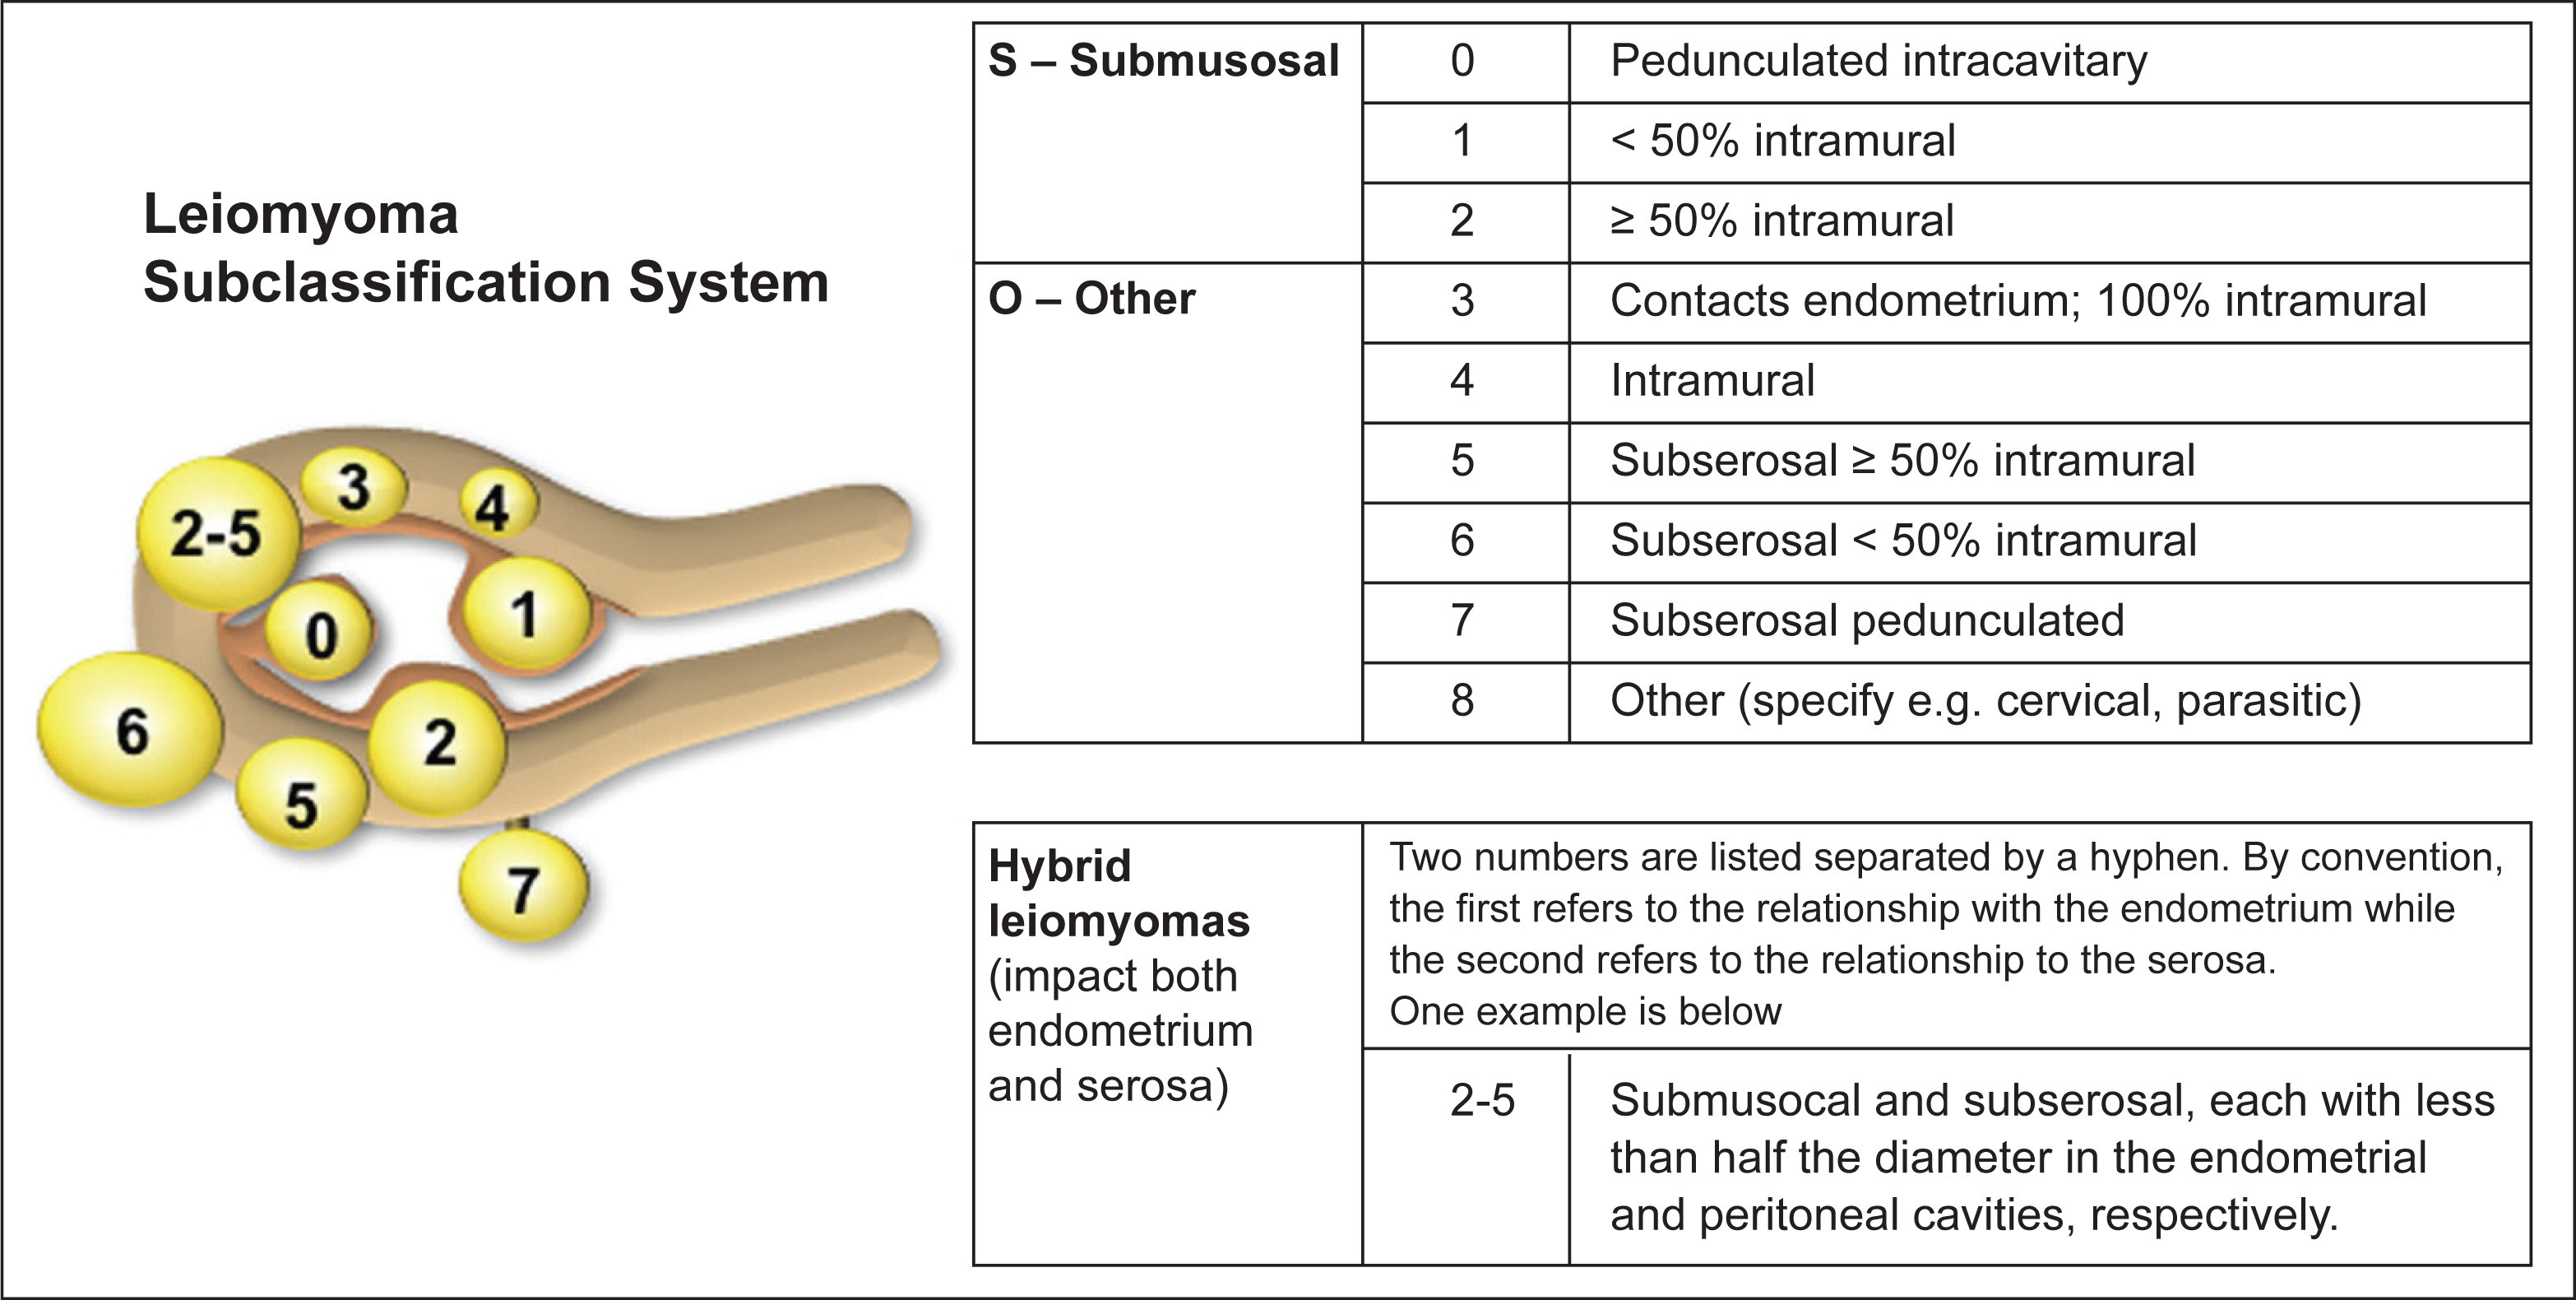 Leiomyoma
Subclassification System
2-5
3
4
0
1
6
2
5
7
S – Submusosal
0
Pedunculated intracavitary
1
< 50% intramural
2
≥ 50% intramural
O – Other
3
Contacts endometrium; 100% intramural
4
Intramural
5
Subserosal ≥ 50% intramural
6
Subserosal < 50% intramural
7
Subserosal pedunculated
8
Other (specify e.g. cervical, parasitic)
Hybrid
leiomyomas
(impact both
endometrium
and serosa)
Two numbers are listed separated by a hyphen. By convention,
the first refers to the relationship with the endometrium while
the second refers to the relationship to the serosa.
One example is below
2-5
Submusocal and subserosal, each with less
than half the diameter in the endometrial
and peritoneal cavities, respectively.